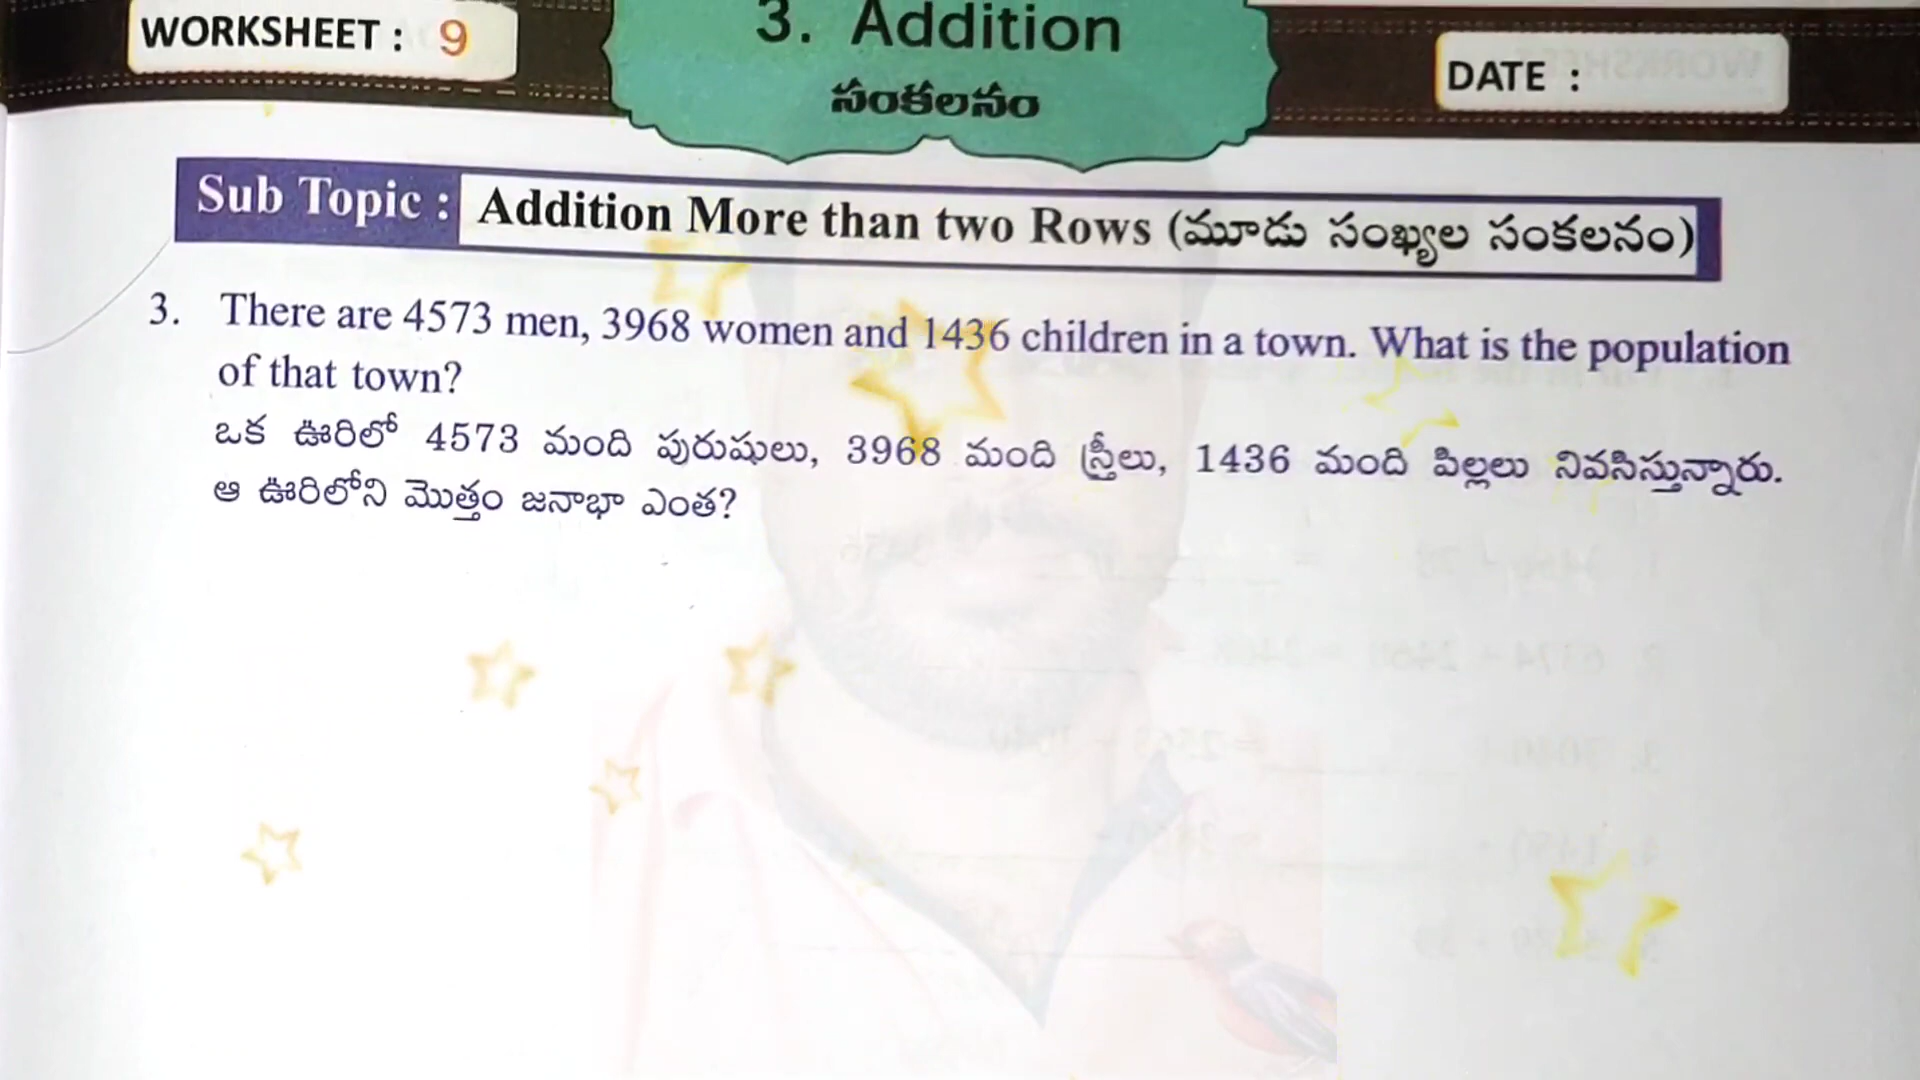 WORKSHEET : 9
3. Addition
సంకలనం
DATE :
Sub Topic : Addition More than two Rows (మూడు సంఖ్యల సంకలనం)
3. There are 4573 men, 3968 women and 1436 children in a town. What is the population
of that town?
ఒక ఊరిలో 4573 మంది పురుషులు, 3968 మంది స్త్రీలు, 1436 మంది పిల్లలు నివసిస్తున్నారు.
ఆ ఊరిలోని మొత్తం జనాభా ఎంత?